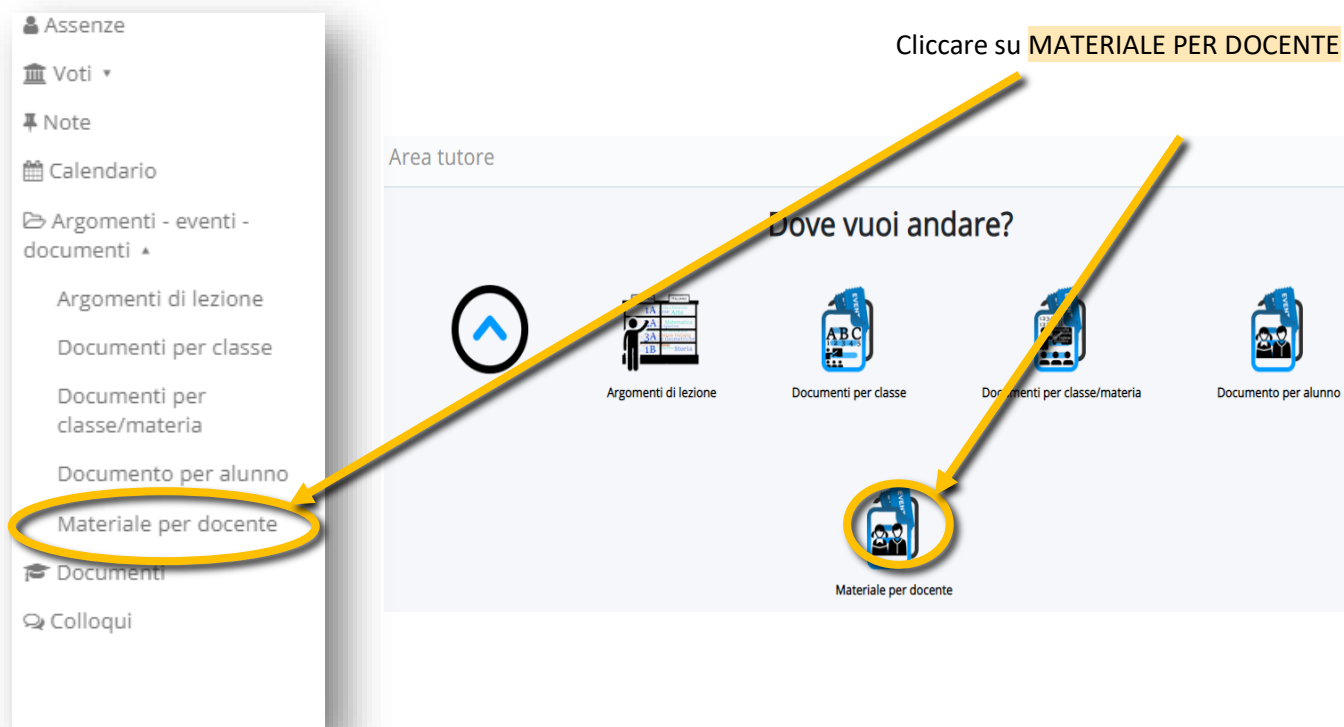 Assenze
Voti
Note
Calendario
Argomenti - eventi -
documenti
Argomenti di lezione
Documenti per classe
Documenti per
classe/materia
Documento per alunno
Materiale per docente
Documenti
Colloqui
Cliccare su MATERIALE PER DOCENTE
Area tutore
Dove vuoi andare?
Argomenti di lezione
Documenti per classe
Documenti per classe/materia
Documento per alunno
Materiale per docente